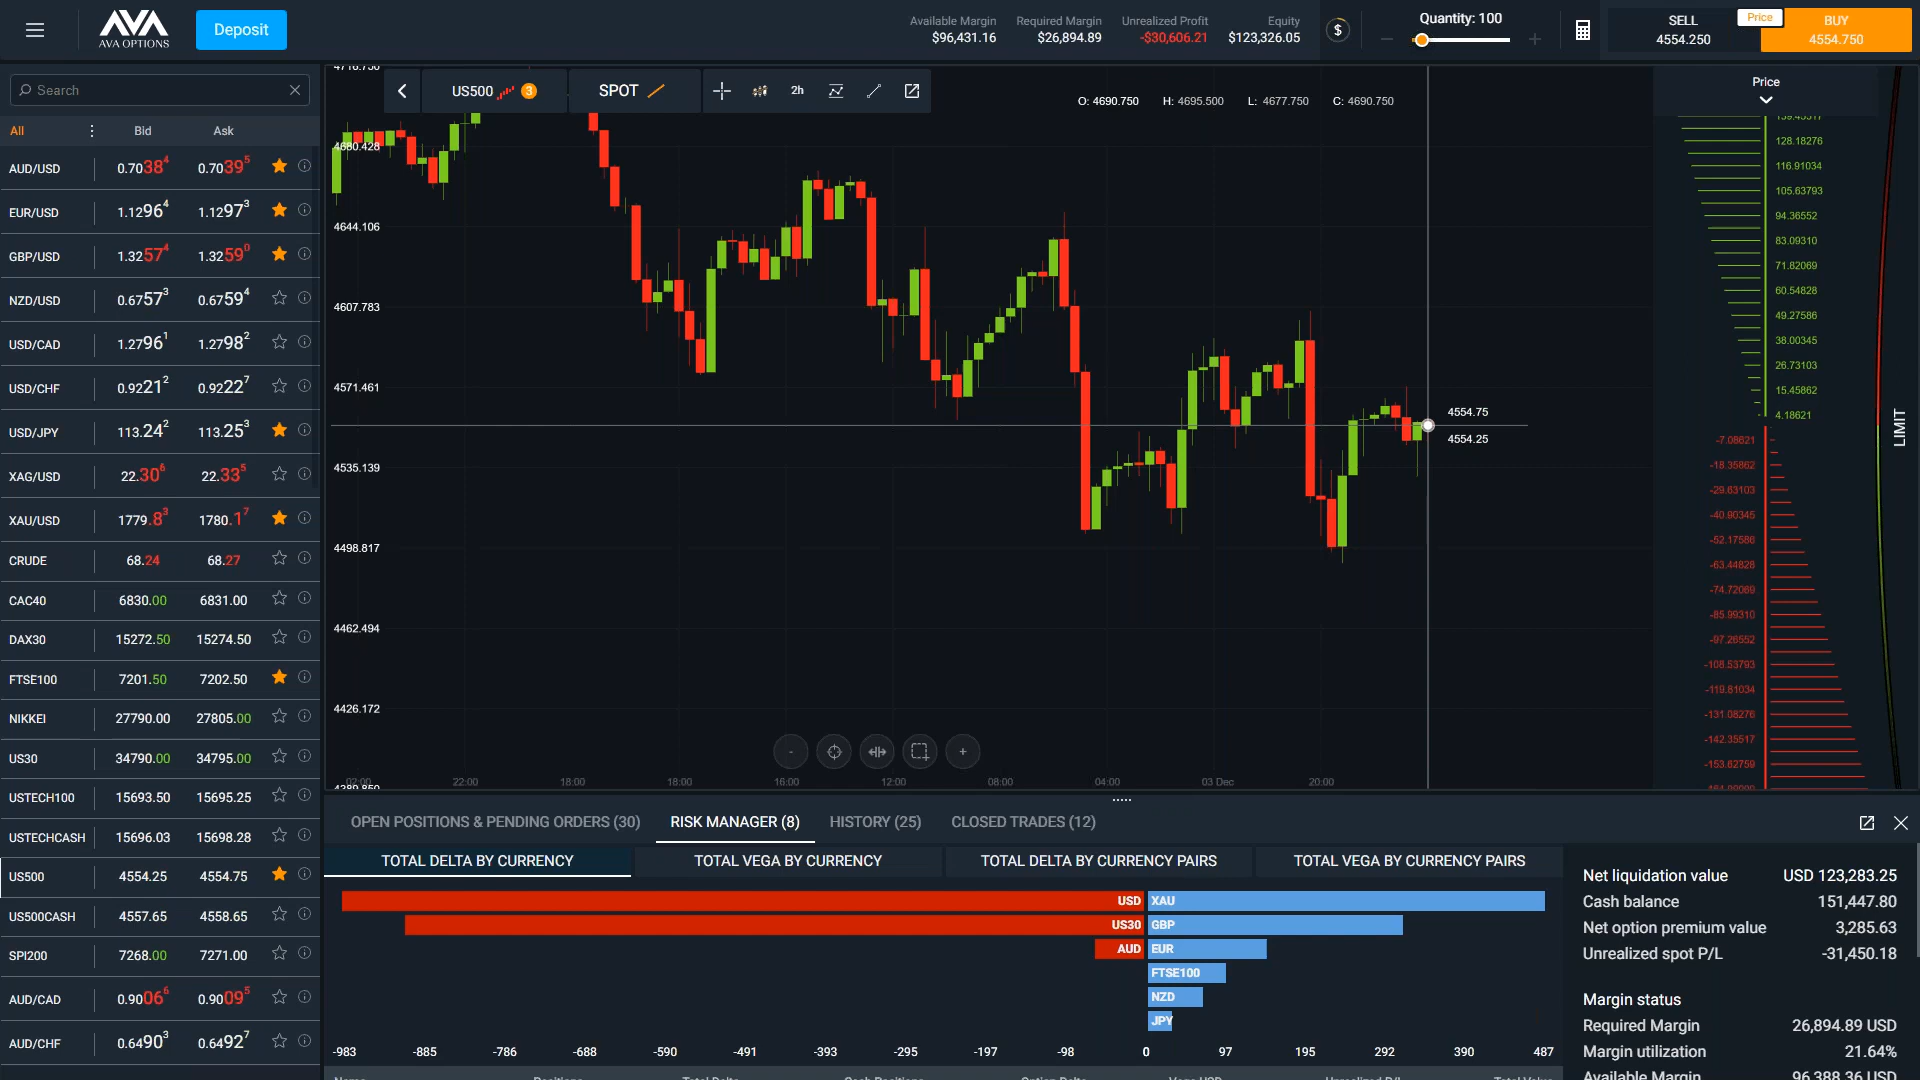 AVA
AVA OPTIONS
Deposit
Available Margin
$96,431.16
Required Margin
$26,894.89
Unrealized Profit
-$30,606.21
Equity
$123,326.05
$
Quantity: 100
SELL
4554.250
Price
BUY
4554.750
Search
All Bid Ask
AUD/USD 0.70384 0.70395
EUR/USD 1.12964 1.12973
GBP/USD 1.32574 1.32590
NZD/USD 0.67573 0.67594
USD/CAD 1.27961 1.27982
USD/CHF 0.92212 0.92227
USD/JPY 113.242 113.253
XAG/USD 22.306 22.335
XAU/USD 1779.83 1780.17
CRUDE 68.24 68.27
CAC40 6830.00 6831.00
DAX30 15272.50 15274.50
FTSE100 7201.50 7202.50
NIKKEI 27790.00 27805.00
US30 34790.00 34795.00
USTECH100 15693.50 15695.25
USTECHCASH 15696.03 15698.28
US500 4554.25 4554.75
US500CASH 4557.65 4558.65
SPI200 7268.00 7271.00
AUD/CAD 0.90066 0.90095
AUD/CHF 0.64903 0.64927
US500 3
SPOT
2h
O: 4690.750 H: 4695.500 L: 4677.750 C: 4690.750
4680.428
4644.106
4607.783
4571.461
4535.139
4498.817
4462.494
4426.172
4389.850
4554.75
4554.25
02:00 22:00 18:00 18:00 16:00 12:00 08:00 04:00 03 Dec 20:00
Price
128.18276
116.91034
105.63793
94.36552
83.09310
71.82069
60.54828
49.27586
38.00345
26.73103
15.45862
4.18621
-7.08621
-18.35862
-29.63103
-40.90345
-52.17586
-63.44828
-74.72069
-85.99310
-97.26552
-108.53793
-119.81034
-131.08276
-142.35517
-153.62759
LIMIT
OPEN POSITIONS & PENDING ORDERS (30)
RISK MANAGER (8)
HISTORY (25)
CLOSED TRADES (12)
TOTAL DELTA BY CURRENCY
TOTAL VEGA BY CURRENCY
TOTAL DELTA BY CURRENCY PAIRS
TOTAL VEGA BY CURRENCY PAIRS
USD XAU
US30 GBP
AUD EUR
FTSE100
NZD
JPY
-983 -885 -786 -688 -590 -491 -393 -295 -197 -98 0 97 195 292 390 487
Net liquidation value USD 123,283.25
Cash balance 151,447.80
Net option premium value 3,285.63
Unrealized spot P/L -31,450.18
Margin status
Required Margin 26,894.89 USD
Margin utilization 21.64%
Available Margin 96,388.36 USD